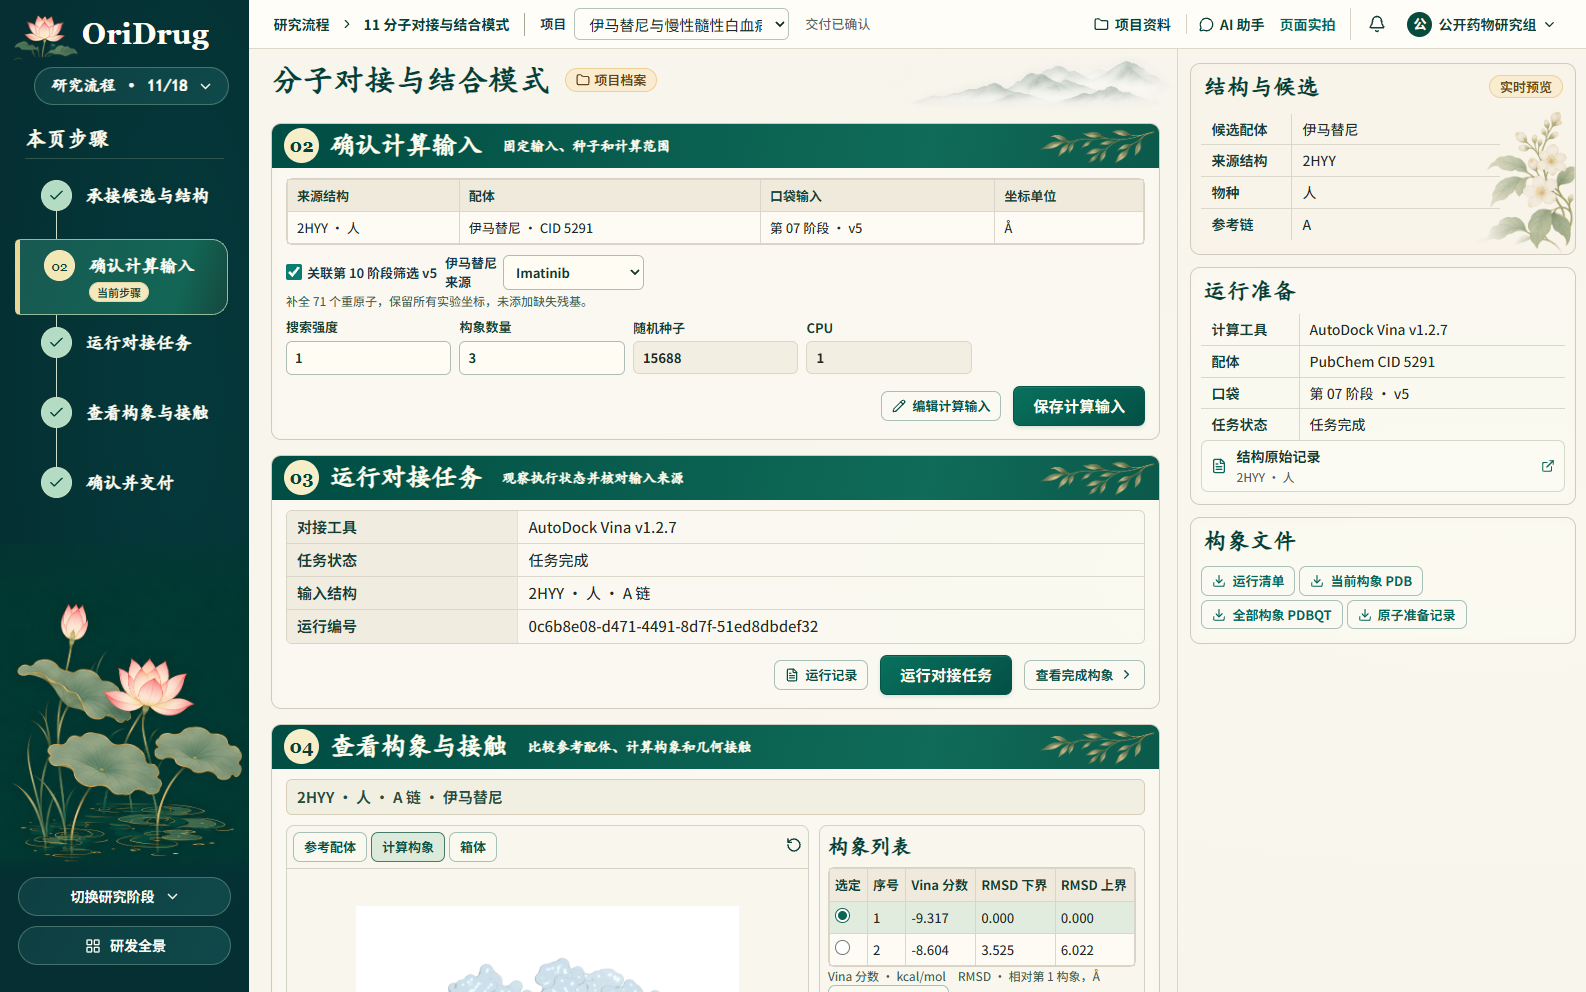 OriDrug
研究流程 • 11/18
本页步骤
承接候选与结构
02 确认计算输入
当前步骤
运行对接任务
查看构象与接触
确认并交付
切换研究阶段
研发全景
研究流程 > 11 分子对接与结合模式
项目
伊马替尼与慢性髓性白血病
交付已确认
项目资料
AI 助手
页面实拍
公 公开药物研究组
分子对接与结合模式
项目档案
02 确认计算输入 固定输入、种子和计算范围
来源结构 配体 口袋输入 坐标单位
2HYY · 人 伊马替尼 · CID 5291 第 07 阶段 · v5 Å
关联第 10 阶段筛选 v5
伊马替尼来源
Imatinib
补全 71 个重原子，保留所有实验坐标，未添加缺失残基。
搜索强度 构象数量 随机种子 CPU
1 3 15688 1
编辑计算输入
保存计算输入
03 运行对接任务 观察执行状态并核对输入来源
对接工具 AutoDock Vina v1.2.7
任务状态 任务完成
输入结构 2HYY · 人 · A 链
运行编号 0c6b8e08-d471-4491-8d7f-51ed8dbdef32
运行记录
运行对接任务
查看完成构象 >
04 查看构象与接触 比较参考配体、计算构象和几何接触
2HYY · 人 · A 链 · 伊马替尼
参考配体 计算构象 箱体
构象列表
选定 序号 Vina 分数 RMSD 下界 RMSD 上界
1 -9.317 0.000 0.000
2 -8.604 3.525 6.022
Vina 分数 · kcal/mol RMSD · 相对第 1 构象，Å
结构与候选
实时预览
候选配体 伊马替尼
来源结构 2HYY
物种 人
参考链 A
运行准备
计算工具 AutoDock Vina v1.2.7
配体 PubChem CID 5291
口袋 第 07 阶段 · v5
任务状态 任务完成
结构原始记录
2HYY · 人
构象文件
运行清单
当前构象 PDB
全部构象 PDBQT
原子准备记录